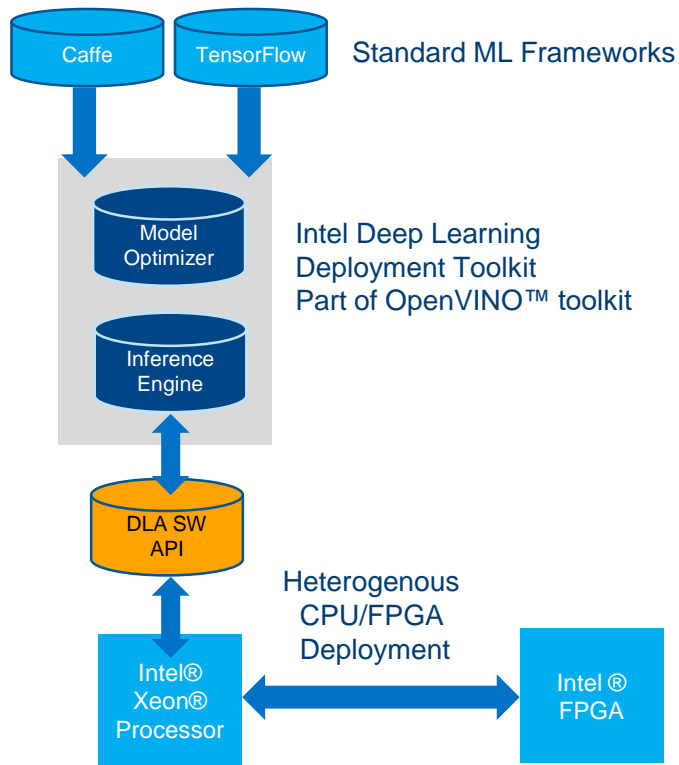 Caffe
TensorFlow
Standard ML Frameworks
Model
Optimizer
Intel Deep Learning
Deployment Toolkit
Part of OpenVINO™ toolkit
Inference
Engine
DLA SW
API
Heterogenous
CPU/FPGA
Deployment
Intel®
Xeon®
Processor
Intel ®
FPGA